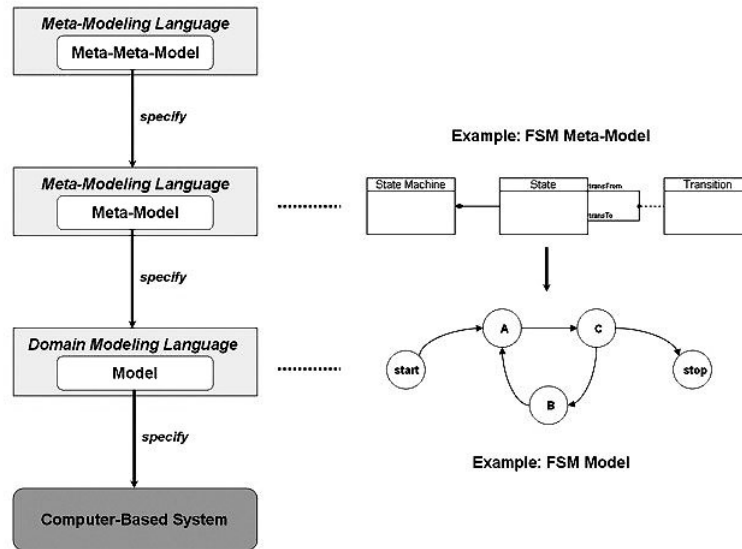 Meta-Modeling Language
Meta-Meta-Model
specify
Meta-Modeling Language
Meta-Model
specify
Domain Modeling Language
Model
specify
Computer-Based System
Example: FSM Meta-Model
State Machine
State
transFrom
transTo
Transition
A
C
start
stop
B
Example: FSM Model